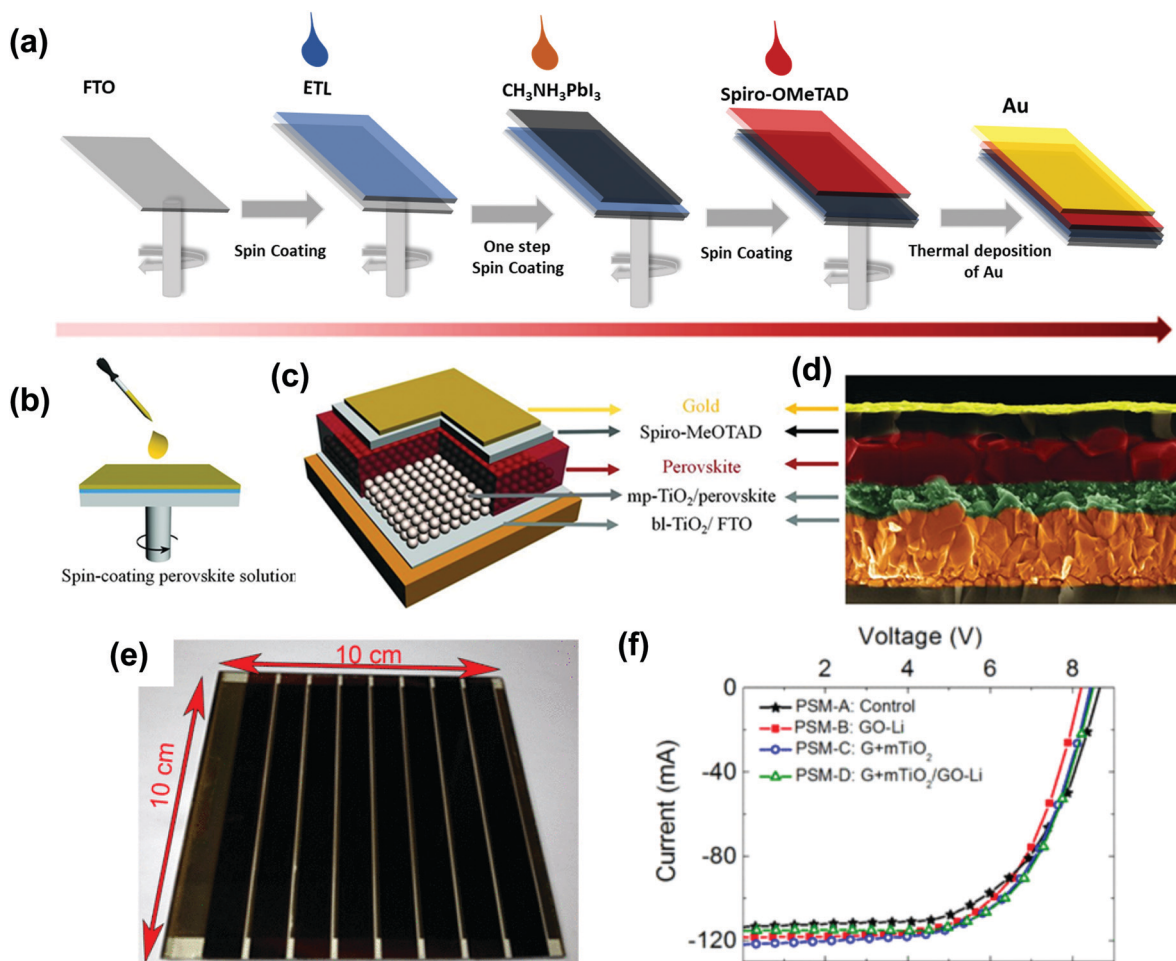 (a)
FTO
ETL
CH₃NH₃PbI₃
Spiro-OMeTAD
Au
Spin Coating
One step
Spin Coating
Spin Coating
Thermal deposition
of Au
(b)
Spin-coating perovskite solution
(c)
Gold
Spiro-MeOTAD
Perovskite
mp-TiO₂/perovskite
bl-TiO₂/ FTO
(d)
(e)
10 cm
10 cm
(f)
Voltage (V)
2 4 6 8
0
-40
-80
-120
Current (mA)
PSM-A: Control
PSM-B: GO-Li
PSM-C: G+mTiO₂
PSM-D: G+mTiO₂/GO-Li